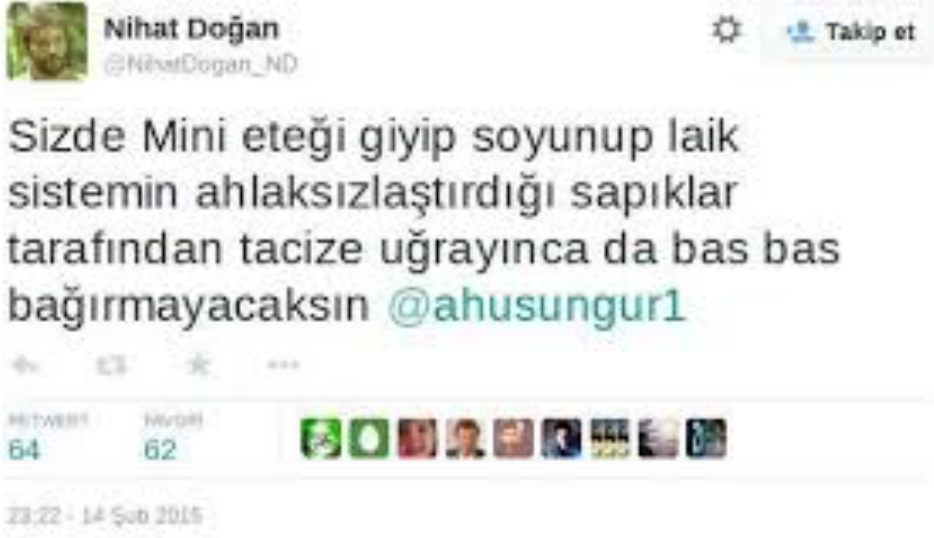 Nihat Doğan
@NihatDogan_ND
Takip et
Sizde Mini eteği giyip soyunup laik
sistemin ahlaksızlaştırdığı sapıklar
tarafından tacize uğrayınca da bas bas
bağırmayacaksın @ahusungur1
RETWEET FAVORİ
64 62
23:22 - 14 Şub 2015